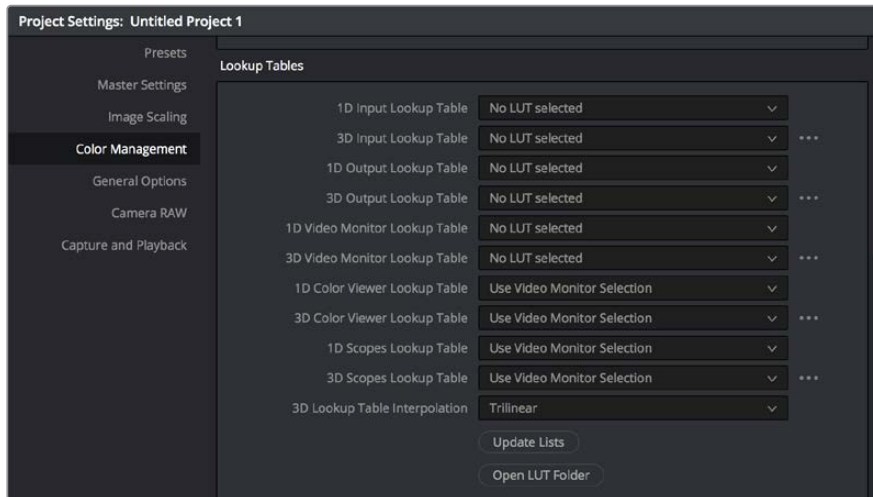 Project Settings: Untitled Project 1
Presets
Master Settings
Image Scaling
Color Management
General Options
Camera RAW
Capture and Playback
Lookup Tables
1D Input Lookup Table No LUT selected
3D Input Lookup Table No LUT selected
1D Output Lookup Table No LUT selected
3D Output Lookup Table No LUT selected
1D Video Monitor Lookup Table No LUT selected
3D Video Monitor Lookup Table No LUT selected
1D Color Viewer Lookup Table Use Video Monitor Selection
3D Color Viewer Lookup Table Use Video Monitor Selection
1D Scopes Lookup Table Use Video Monitor Selection
3D Scopes Lookup Table Use Video Monitor Selection
3D Lookup Table Interpolation Trilinear
Update Lists
Open LUT Folder